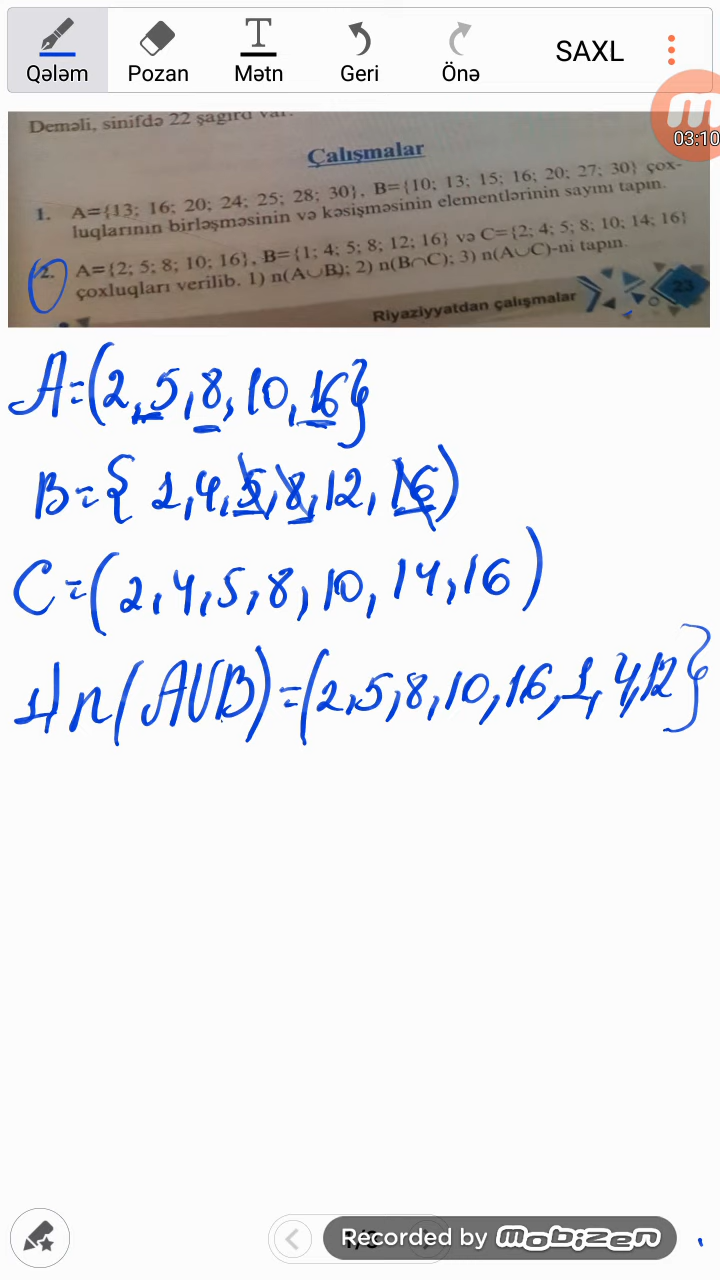 Qələm Pozan Mətn Geri Önə SAXL
03:10
Deməli, sinifdə 22 şagird var.
Çalışmalar
1. A={13; 16; 20; 24; 25; 28; 30}, B={10; 13; 15; 16; 20; 27; 30} çox-
luqlarının birləşməsinin və kəsişməsinin elementlərinin sayını tapın.
2. A={2; 5; 8; 10; 16}, B={1; 4; 5; 8; 12; 16} və C={2; 4; 5; 8; 10; 14; 16}
çoxluqları verilib. 1) n(A∪B); 2) n(B∩C); 3) n(A∪C)-ni tapın.
Riyaziyyatdan çalışmalar 23
A=(2,5,8,10,16}
B={1,4,5,8,12,16)
C=(2,4,5,8,10,14,16)
1) n(A∪B)=(2,5,8,10,16,1,4,12}
Recorded by mobizen